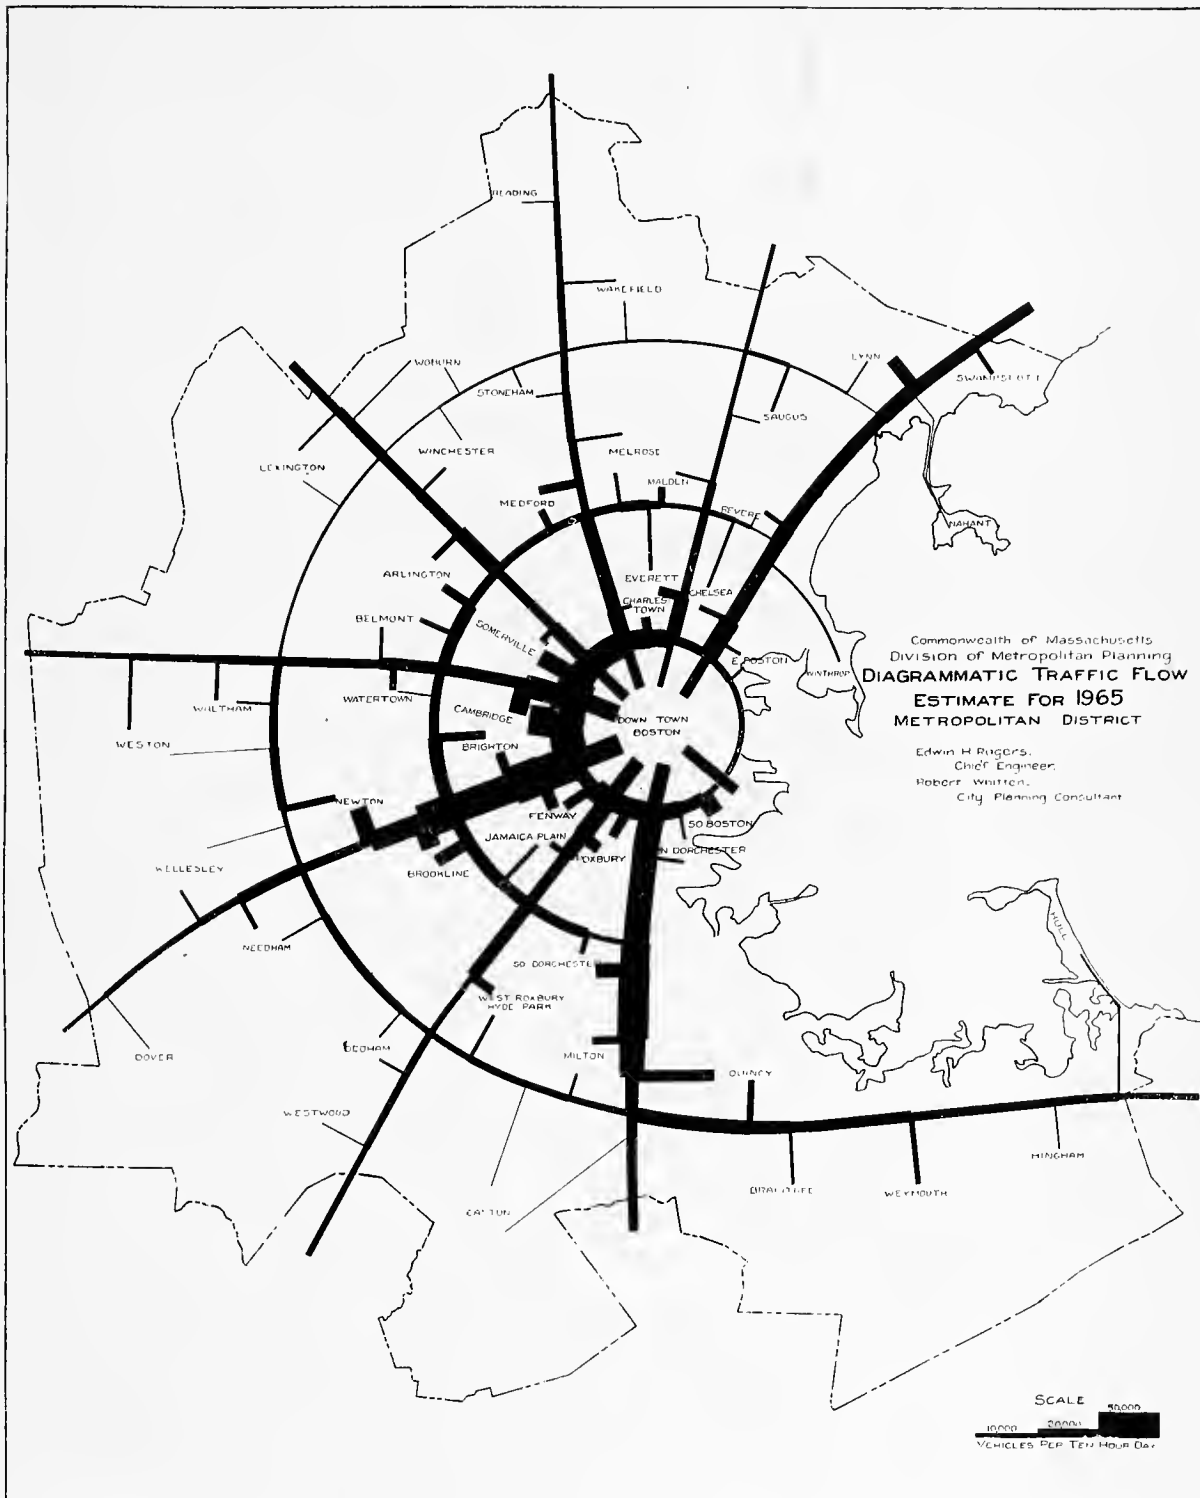 READING
WAKEFIELD
WOBURN
STONEHAM
LYNN
SWAMPSCOTT
SAUGUS
LEXINGTON
WINCHESTER
MELROSE
MALDEN
MEDFORD
REVERE
NAHANT
ARLINGTON
EVERETT
CHELSEA
CHARLES
TOWN
BELMONT
SOMERVILLE
E. BOSTON
WINTHROP
WALTHAM
WATERTOWN
CAMBRIDGE
DOWN TOWN
BOSTON
WESTON
BRIGHTON
Commonwealth of Massachusetts
Division of Metropolitan Planning
DIAGRAMMATIC TRAFFIC FLOW
ESTIMATE FOR 1965
METROPOLITAN DISTRICT
Edwin H. Rogers,
Chief Engineer.
Robert Whitten,
City Planning Consultant
NEWTON
FENWAY
SO BOSTON
JAMAICA PLAIN
ROXBURY
N DORCHESTER
WELLESLEY
BROOKLINE
HULL
NEEDHAM
SO DORCHESTER
WEST ROXBURY
HYDE PARK
DOVER
DEDHAM
MILTON
QUINCY
WESTWOOD
CANTON
BRAINTREE
WEYMOUTH
HINGHAM
SCALE
10,000 20,000 50,000
VEHICLES PER TEN HOUR DAY